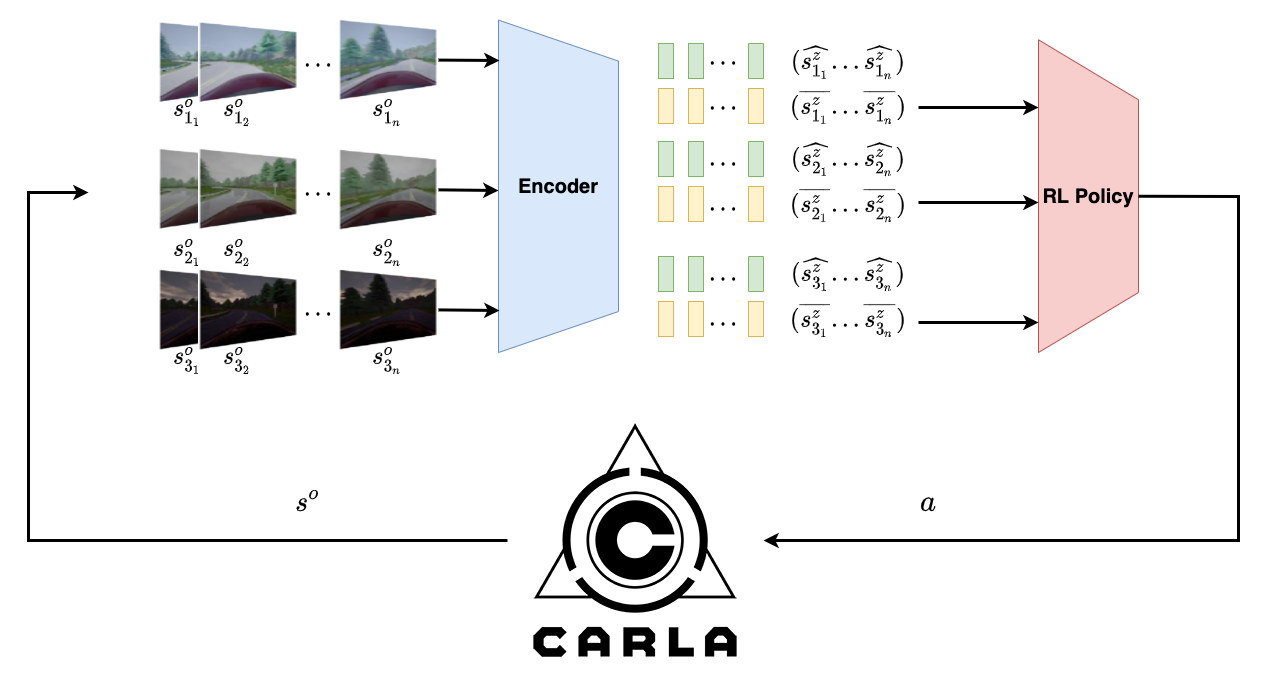 $(\widehat{s^z_{1_1}} \ldots \widehat{s^z_{1_n}})$
$s^o_{1_1}$ $s^o_{1_2}$ ... $s^o_{1_n}$
$(\overline{s^z_{1_1}} \ldots \overline{s^z_{1_n}})$
$(\widehat{s^z_{2_1}} \ldots \widehat{s^z_{2_n}})$
Encoder
RL Policy
$(\overline{s^z_{2_1}} \ldots \overline{s^z_{2_n}})$
$s^o_{2_1}$ $s^o_{2_2}$ ... $s^o_{2_n}$
$(\widehat{s^z_{3_1}} \ldots \widehat{s^z_{3_n}})$
$(\overline{s^z_{3_1}} \ldots \overline{s^z_{3_n}})$
$s^o_{3_1}$ $s^o_{3_2}$ ... $s^o_{3_n}$
$s^o$
$a$
CARLA